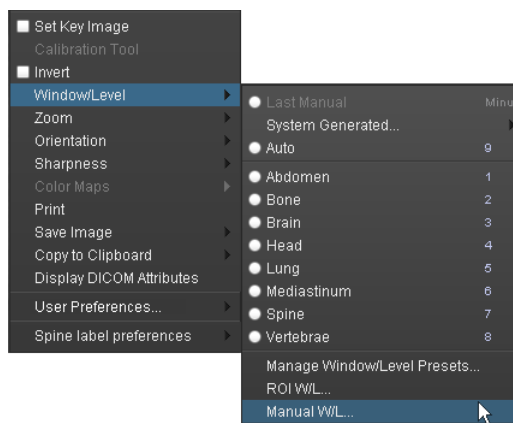 Set Key Image
Calibration Tool
Invert
Window/Level
Zoom
Orientation
Sharpness
Color Maps
Print
Save Image
Copy to Clipboard
Display DICOM Attributes
User Preferences...
Spine label preferences
Last Manual Minu
System Generated...
Auto 9
Abdomen 1
Bone 2
Brain 3
Head 4
Lung 5
Mediastinum 6
Spine 7
Vertebrae 8
Manage Window/Level Presets...
ROI W/L...
Manual W/L...